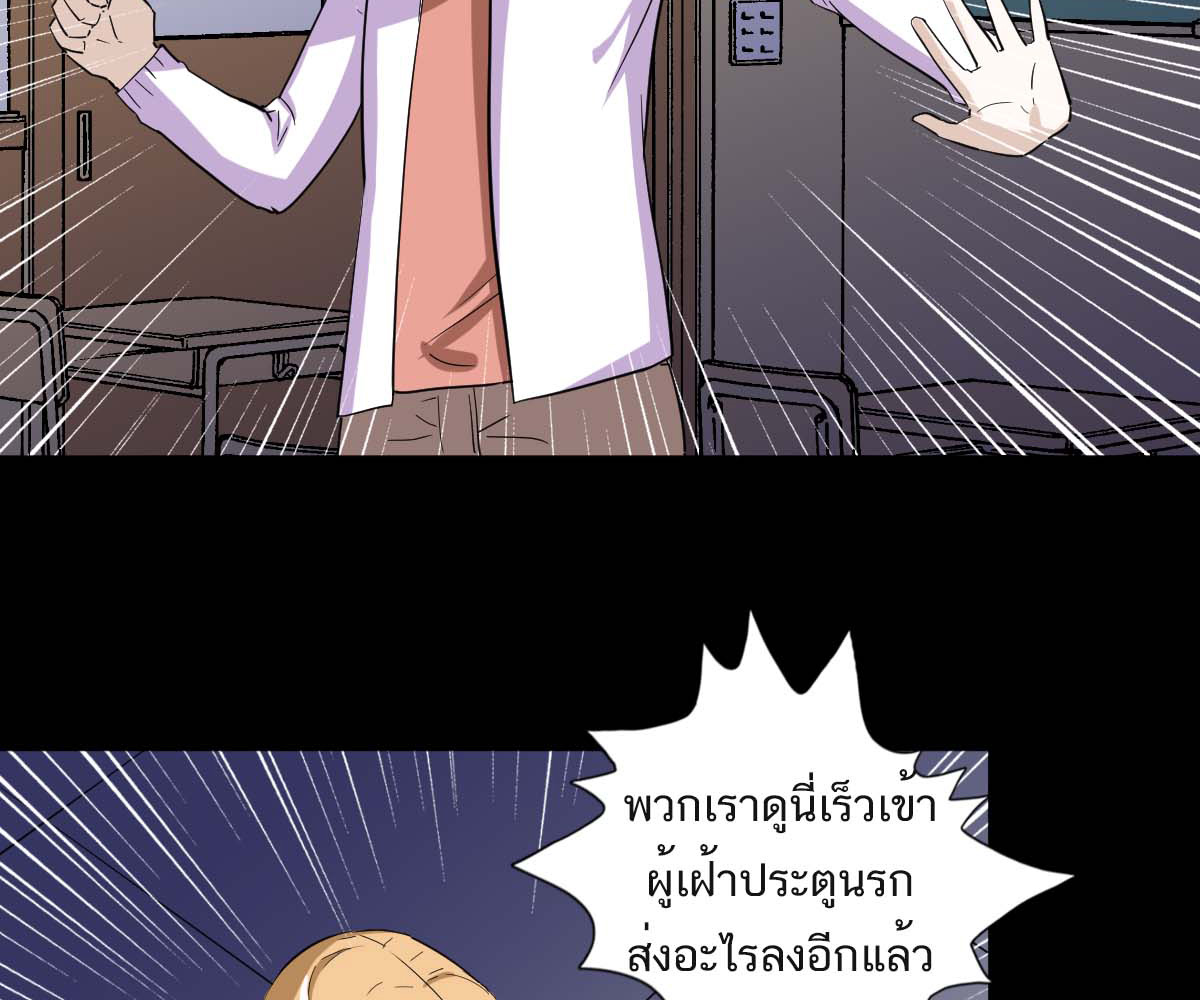 พวกเราดูนี่เร็วเข้า
ผู้เฝ้าประตูนรก
ส่งอะไรลงอีกแล้ว